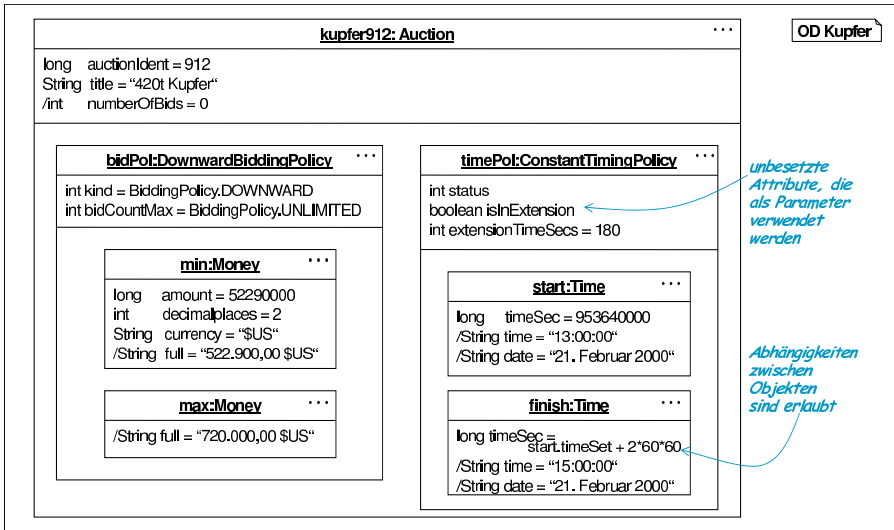 kupfer912: Auction
...
OD Kupfer
long auctionIdent = 912
String title = “420t Kupfer“
/int numberOfBids = 0
bidPol:DownwardBiddingPolicy
...
int kind = BiddingPolicy.DOWNWARD
int bidCountMax = BiddingPolicy.UNLIMITED
min:Money
...
long amount = 52290000
int decimalplaces = 2
String currency = “$US“
/String full = “522.900,00 $US“
max:Money
...
/String full = “720.000,00 $US“
timePol:ConstantTimingPolicy
...
int status
boolean isInExtension
int extensionTimeSecs = 180
start:Time
...
long timeSec = 953640000
/String time = “13:00:00“
/String date = “21. Februar 2000“
finish:Time
...
long timeSec =
start.timeSet + 2*60*60
/String time = “15:00:00“
/String date = “21. Februar 2000“
unbesetzte
Attribute, die
als Parameter
verwendet
werden
Abhängigkeiten
zwischen
Objekten
sind erlaubt